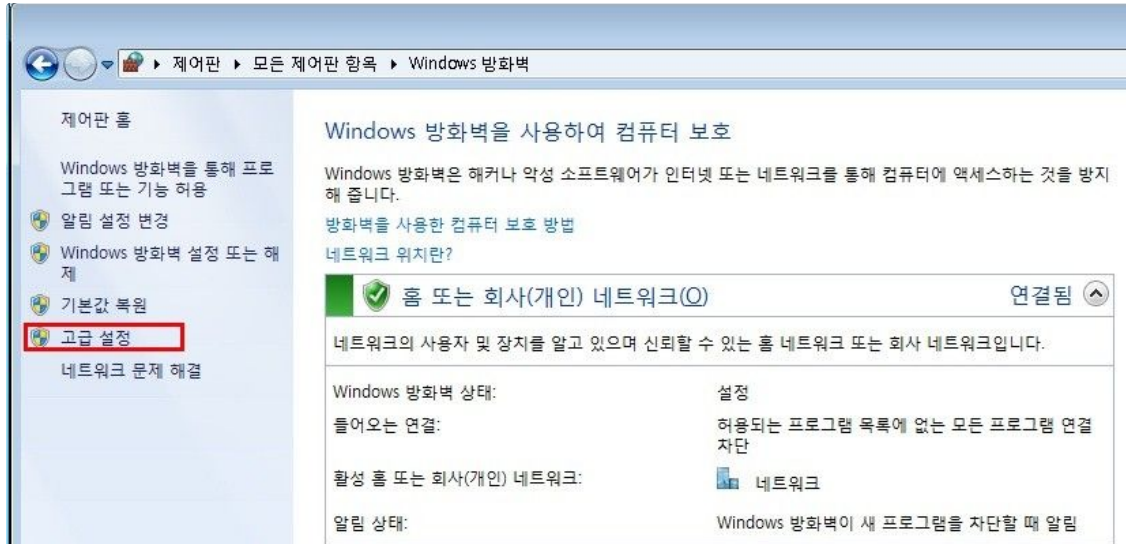 제어판 ▸ 모든 제어판 항목 ▸ Windows 방화벽
제어판 홈
Windows 방화벽을 통해 프로
그램 또는 기능 허용
알림 설정 변경
Windows 방화벽 설정 또는 해
제
기본값 복원
고급 설정
네트워크 문제 해결
Windows 방화벽을 사용하여 컴퓨터 보호
Windows 방화벽은 해커나 악성 소프트웨어가 인터넷 또는 네트워크를 통해 컴퓨터에 액세스하는 것을 방지
해 줍니다.
방화벽을 사용한 컴퓨터 보호 방법
네트워크 위치란?
홈 또는 회사(개인) 네트워크(O) 연결됨
네트워크의 사용자 및 장치를 알고 있으며 신뢰할 수 있는 홈 네트워크 또는 회사 네트워크입니다.
Windows 방화벽 상태: 설정
들어오는 연결: 허용되는 프로그램 목록에 없는 모든 프로그램 연결
차단
활성 홈 또는 회사(개인) 네트워크: 네트워크
알림 상태: Windows 방화벽이 새 프로그램을 차단할 때 알림